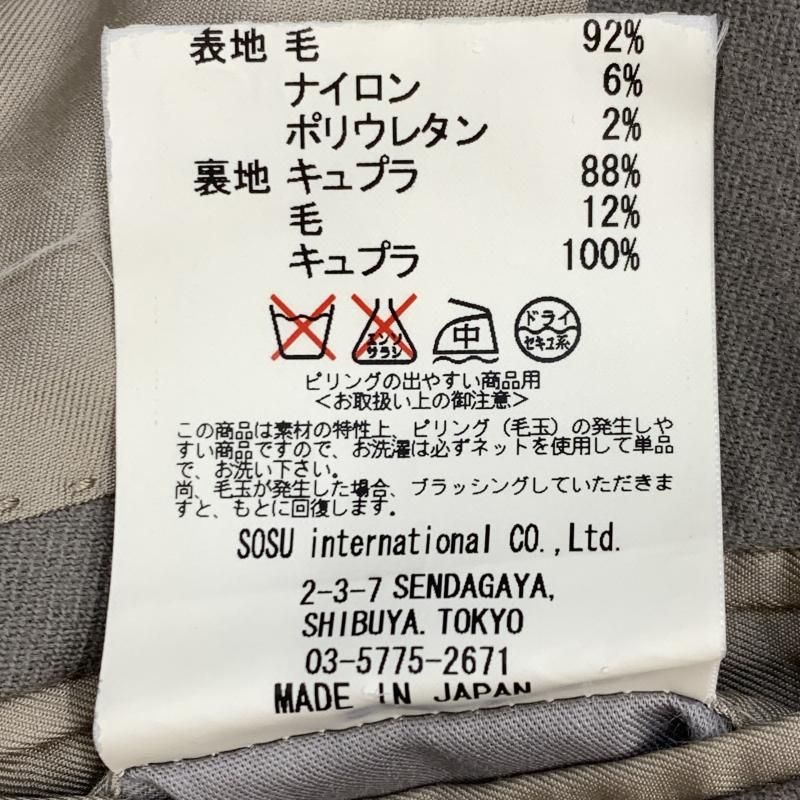 表地 毛 92%
ナイロン 6%
ポリウレタン 2%
裏地 キュプラ 88%
毛 12%
キュプラ 100%
エンソ
サラシ
中
ドライ
セキユ系
ピリングの出やすい商品用
＜お取扱い上の御注意＞
この商品は素材の特性上、ピリング（毛玉）の発生しや
すい商品ですので、お洗濯は必ずネットを使用して単品
で、お洗い下さい。
尚、毛玉が発生した場合、ブラッシングしていただきま
すと、もとに回復します。
SOSU international CO.,Ltd.
2-3-7 SENDAGAYA,
SHIBUYA. TOKYO
03-5775-2671
MADE IN JAPAN